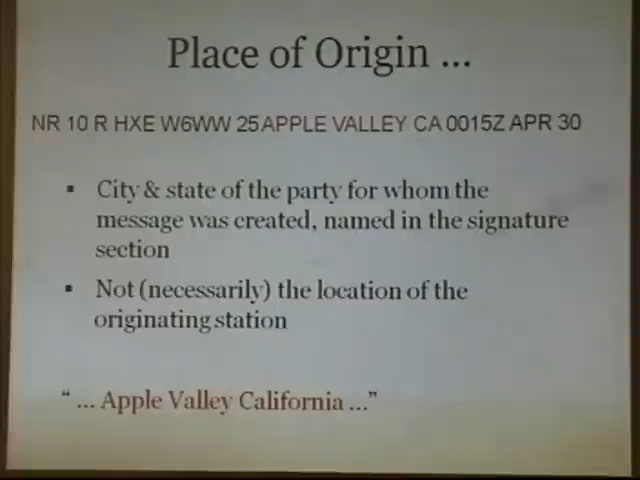 Place of Origin ...
NR 10 R HXE W6WW 25 APPLE VALLEY CA 0015Z APR 30
▪ City & state of the party for whom the
message was created, named in the signature
section
▪ Not (necessarily) the location of the
originating station
“ ... Apple Valley California ...”